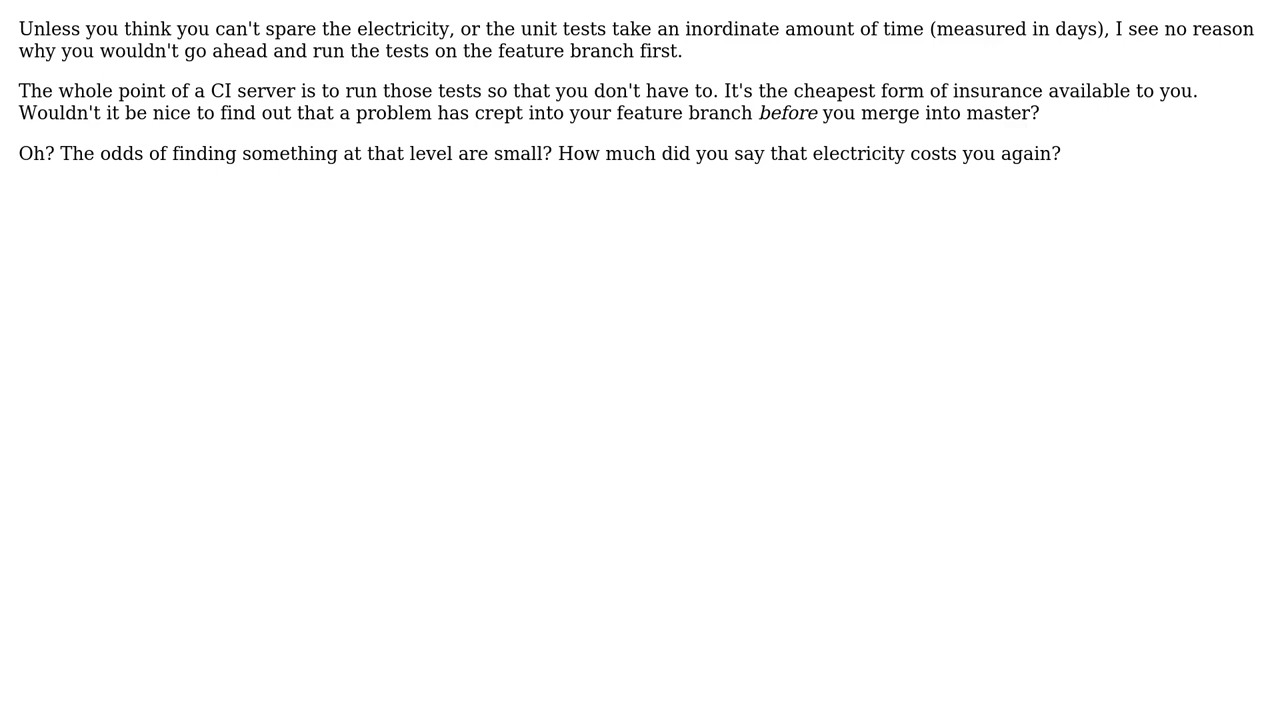 Unless you think you can't spare the electricity, or the unit tests take an inordinate amount of time (measured in days), I see no reason
why you wouldn't go ahead and run the tests on the feature branch first.
The whole point of a CI server is to run those tests so that you don't have to. It's the cheapest form of insurance available to you.
Wouldn't it be nice to find out that a problem has crept into your feature branch before you merge into master?
Oh? The odds of finding something at that level are small? How much did you say that electricity costs you again?